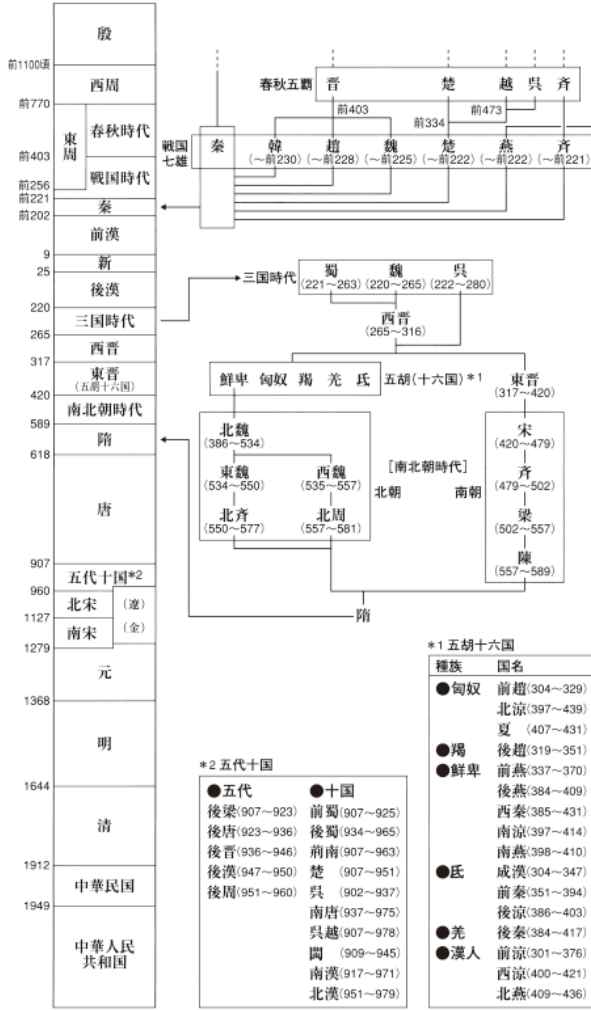 殷
前1100頃
西周
前770
東周
春秋時代
前403
戦国時代
前256
前221
秦
前202
前漢
9
新
25
後漢
220
三国時代
265
西晋
317
東晋
(五胡十六国)
420
南北朝時代
589
隋
618
唐
907
五代十国*2
960
北宋
(遼)
1127
南宋
(金)
1279
元
1368
明
1644
清
1912
中華民国
1949
中華人民
共和国
春秋五覇 晋 楚 越 呉 斉
前403
前334
前473
戦国
七雄
秦 韓 趙 魏 楚 燕 斉
(〜前230) (〜前228) (〜前225) (〜前222) (〜前222) (〜前221)
三国時代
蜀 魏 呉
(221〜263) (220〜265) (222〜280)
西晋
(265〜316)
鮮卑 匈奴 羯 羌 氐 五胡(十六国)*1
東晋
(317〜420)
北魏
(386〜534)
東魏 西魏
(534〜550) (535〜557)
北斉 北周
(550〜577) (557〜581)
[南北朝時代]
北朝 南朝
宋
(420〜479)
斉
(479〜502)
梁
(502〜557)
陳
(557〜589)
隋
*1 五胡十六国
種族 国名
●匈奴 前趙(304〜329)
北涼(397〜439)
夏 (407〜431)
●羯 後趙(319〜351)
●鮮卑 前燕(337〜370)
後燕(384〜409)
西秦(385〜431)
南涼(397〜414)
南燕(398〜410)
●氐 成漢(304〜347)
前秦(351〜394)
後涼(386〜403)
●羌 後秦(384〜417)
●漢人 前涼(301〜376)
西涼(400〜421)
北燕(409〜436)
*2 五代十国
●五代
後梁(907〜923)
後唐(923〜936)
後晋(936〜946)
後漢(947〜950)
後周(951〜960)
●十国
前蜀(907〜925)
後蜀(934〜965)
荊南(907〜963)
楚 (907〜951)
呉 (902〜937)
南唐(937〜975)
呉越(907〜978)
閩 (909〜945)
南漢(917〜971)
北漢(951〜979)